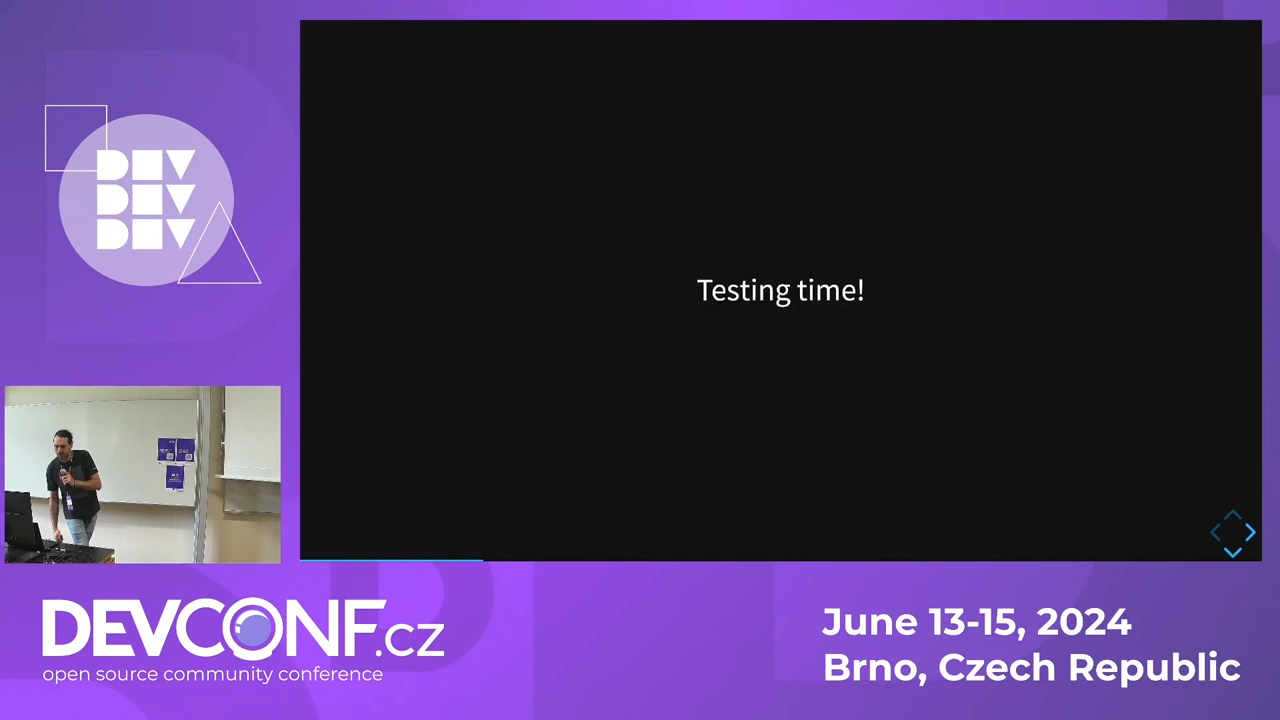 DEV
DEV
DEV
Testing time!
DEVCONF.cz
open source community conference
June 13-15, 2024
Brno, Czech Republic